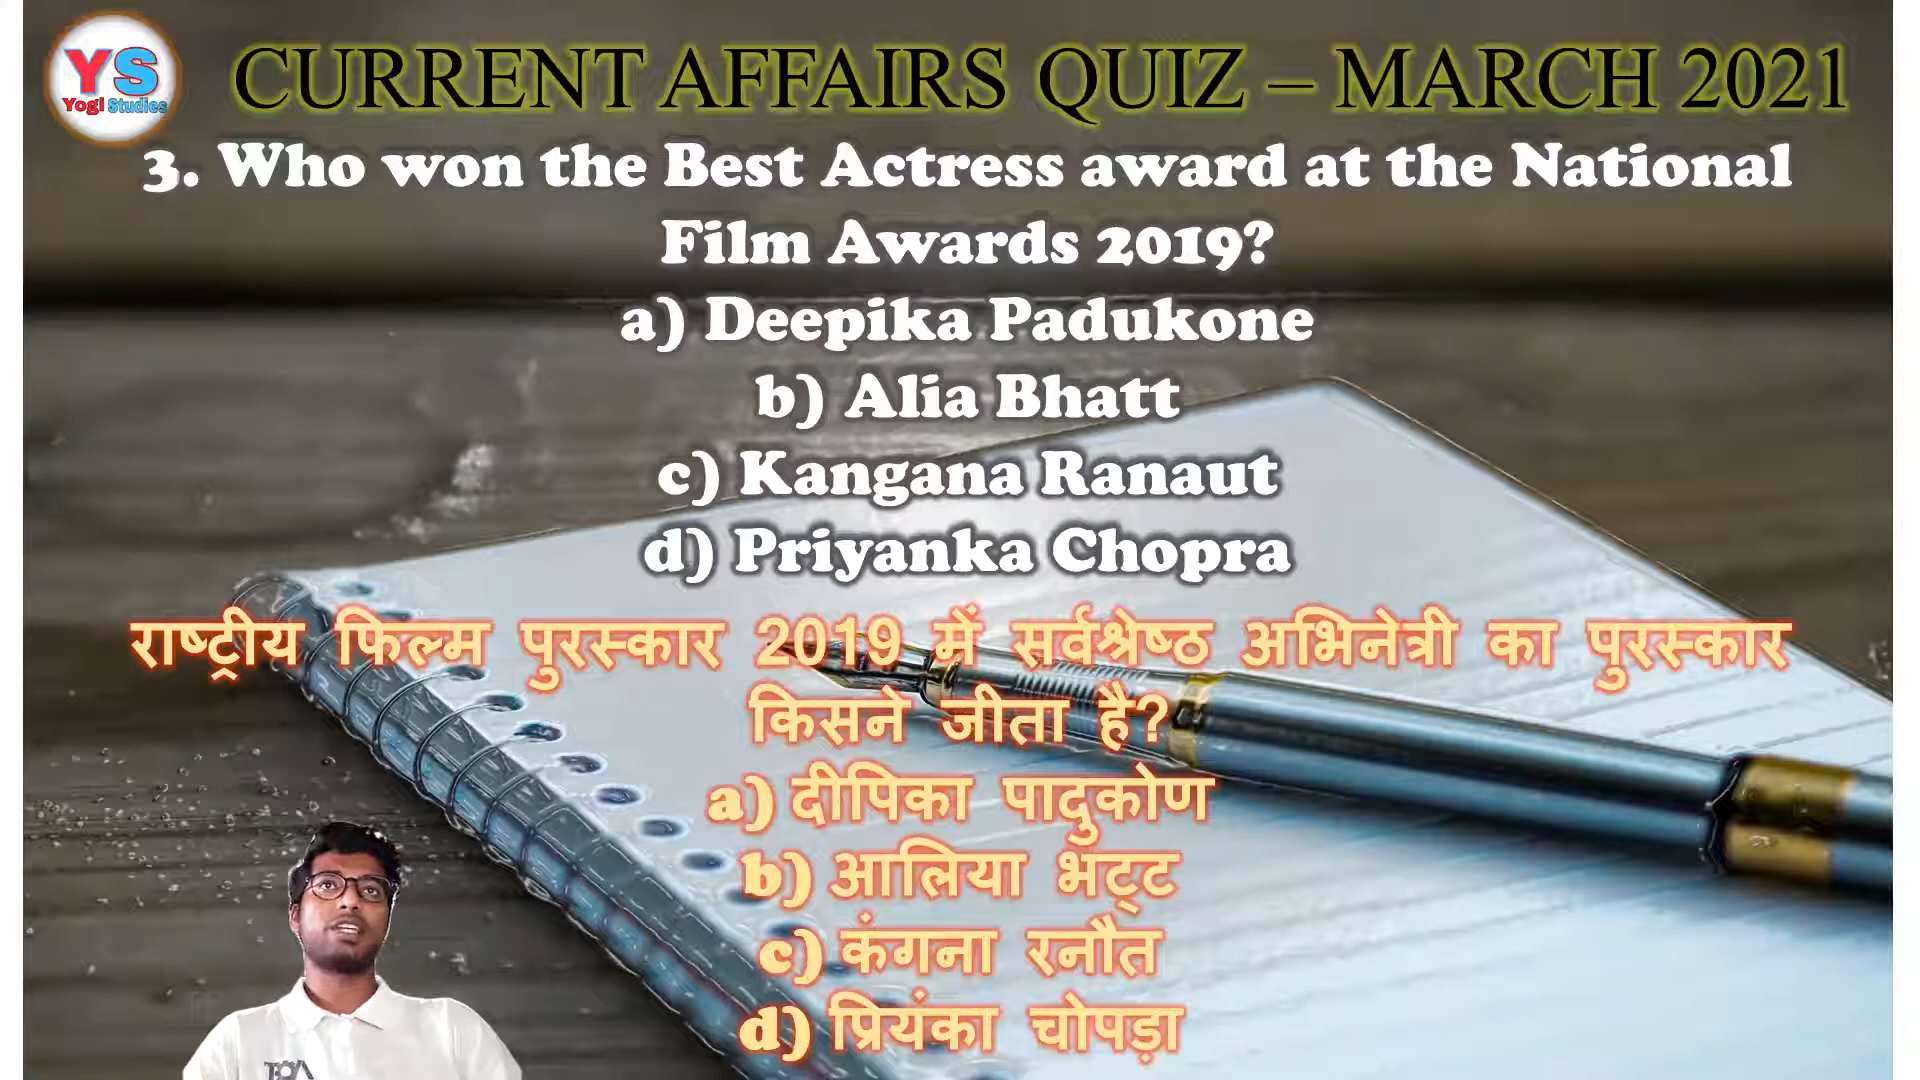 YS
Yogi Studies
CURRENT AFFAIRS QUIZ – MARCH 2021
3. Who won the Best Actress award at the National
Film Awards 2019?
a) Deepika Padukone
b) Alia Bhatt
c) Kangana Ranaut
d) Priyanka Chopra
राष्ट्रीय फिल्म पुरस्कार 2019 में सर्वश्रेष्ठ अभिनेत्री का पुरस्कार
किसने जीता है?
a) दीपिका पादुकोण
b) आलिया भट्ट
c) कंगना रनौत
d) प्रियंका चोपड़ा